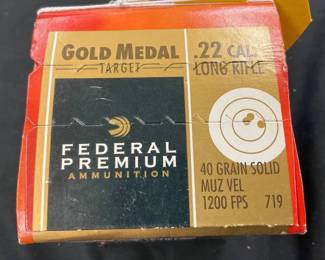 GOLD MEDAL
TARGET
.22 CAL.
LONG RIFLE
FEDERAL
PREMIUM
AMMUNITION
40 GRAIN SOLID
MUZ VEL
1200 FPS 719